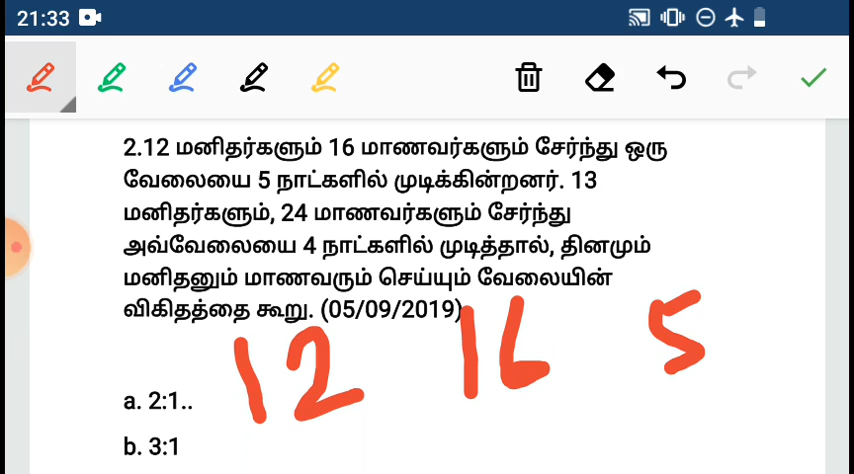 21:33
2.12 மனிதர்களும் 16 மாணவர்களும் சேர்ந்து ஒரு
வேலையை 5 நாட்களில் முடிக்கின்றனர். 13
மனிதர்களும், 24 மாணவர்களும் சேர்ந்து
அவ்வேலையை 4 நாட்களில் முடித்தால், தினமும்
மனிதனும் மாணவரும் செய்யும் வேலையின்
விகிதத்தை கூறு. (05/09/2019)
12 16 5
a. 2:1..
b. 3:1